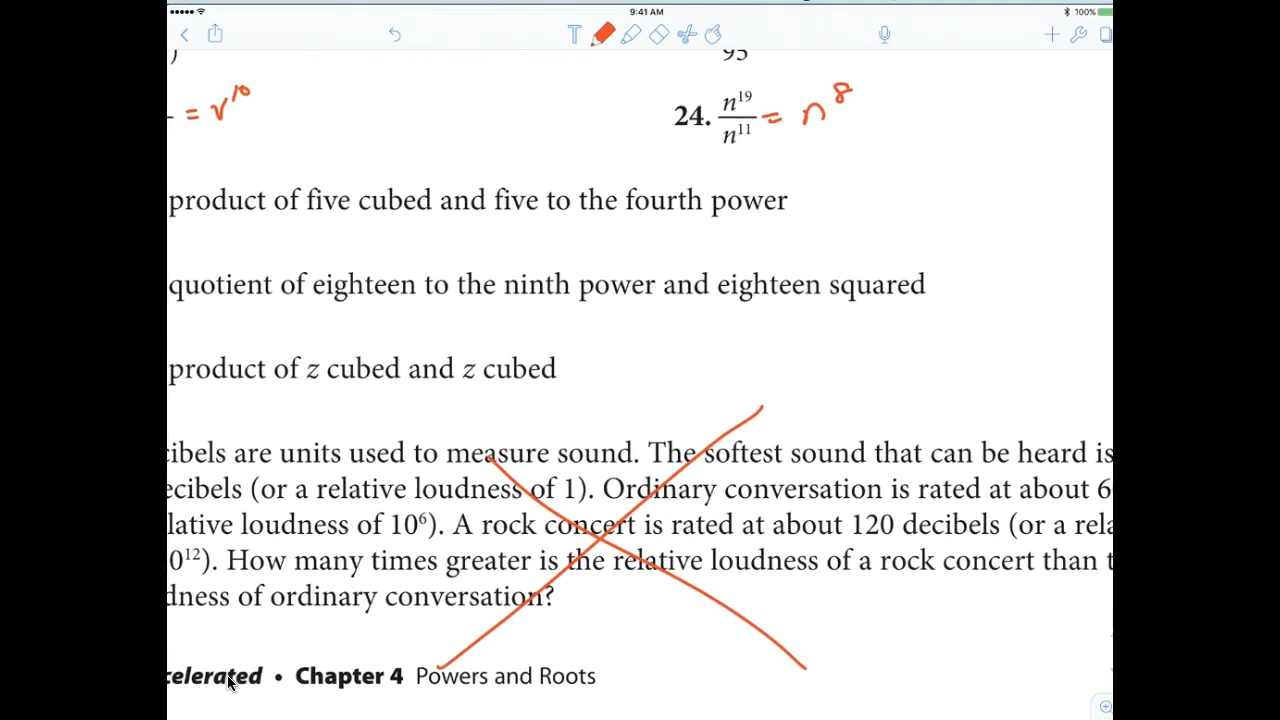 9:41 AM
100%
T
95
= r¹⁰
24. n¹⁹/n¹¹ = n⁸
product of five cubed and five to the fourth power
quotient of eighteen to the ninth power and eighteen squared
product of z cubed and z cubed
cibels are units used to measure sound. The softest sound that can be heard is
ecibels (or a relative loudness of 1). Ordinary conversation is rated at about 6
lative loudness of 10⁶). A rock concert is rated at about 120 decibels (or a rela
0¹²). How many times greater is the relative loudness of a rock concert than t
dness of ordinary conversation?
celerated • Chapter 4 Powers and Roots